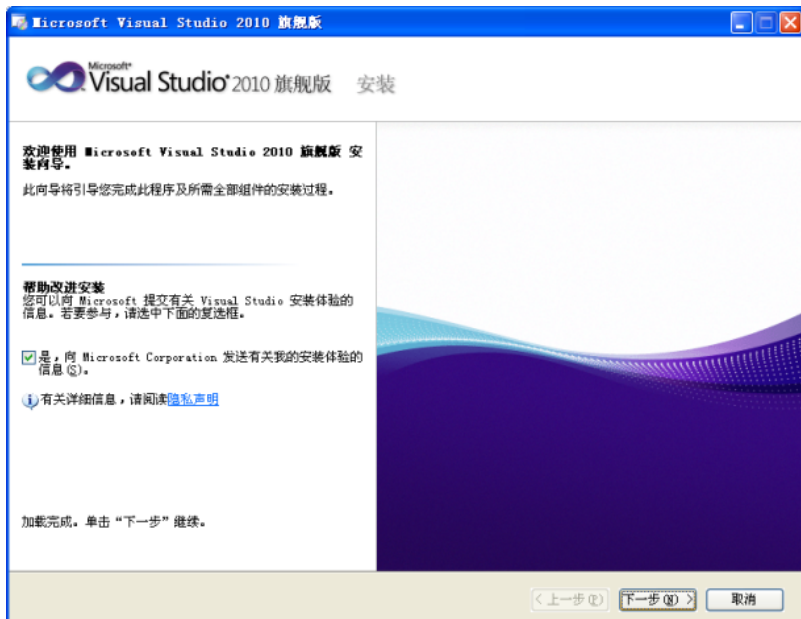 Microsoft Visual Studio 2010 旗舰版
Microsoft®
Visual Studio® 2010 旗舰版 安装
欢迎使用 Microsoft Visual Studio 2010 旗舰版 安
装向导。
此向导将引导您完成此程序及所需全部组件的安装过程。
帮助改进安装
您可以向 Microsoft 提交有关 Visual Studio 安装体验的
信息。若要参与，请选中下面的复选框。
是，向 Microsoft Corporation 发送有关我的安装体验的
信息(S)。
有关详细信息，请阅读隐私声明
加载完成。单击“下一步”继续。
< 上一步(P) 下一步(N) > 取消